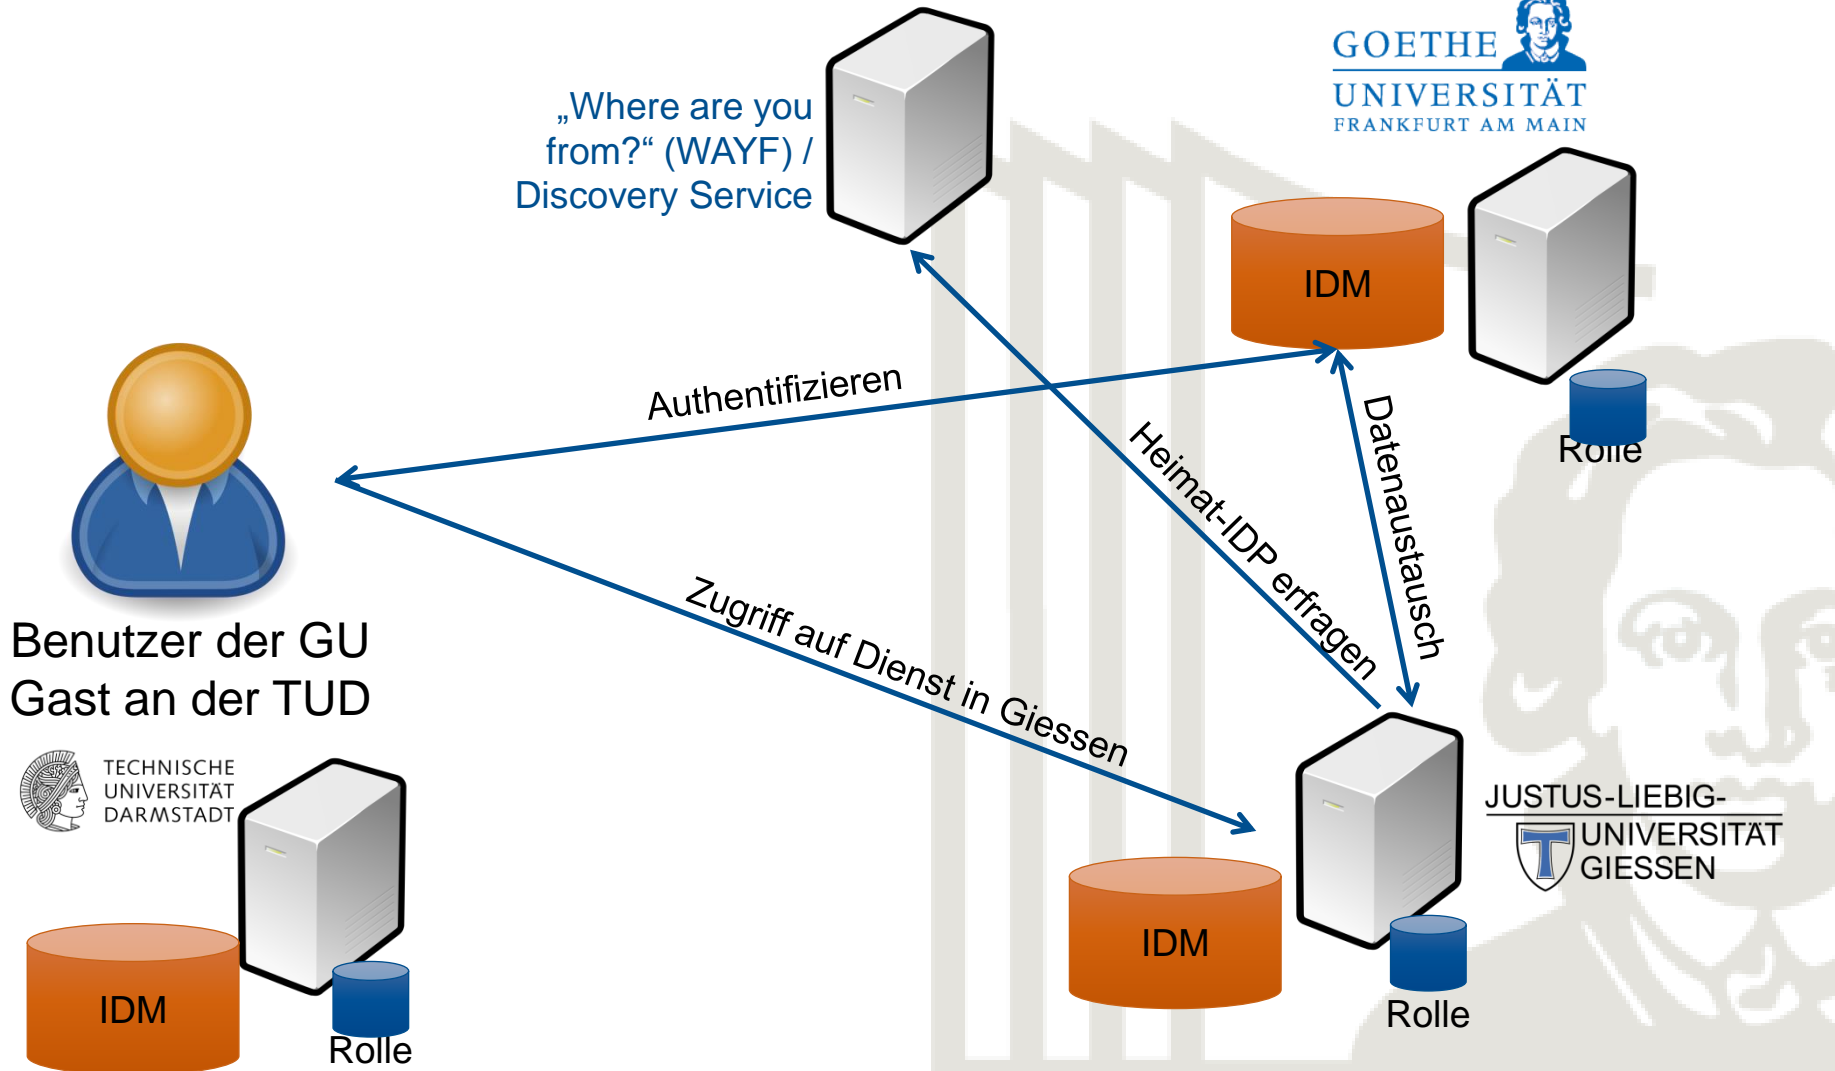 GOETHE
UNIVERSITÄT
FRANKFURT AM MAIN
„Where are you
from?“ (WAYF) /
Discovery Service
IDM
Rolle
Authentifizieren
Heimat-IDP erfragen
Datenaustausch
Zugriff auf Dienst in Giessen
Benutzer der GU
Gast an der TUD
TECHNISCHE
UNIVERSITÄT
DARMSTADT
IDM
Rolle
JUSTUS-LIEBIG-
UNIVERSITÄT
GIESSEN
IDM
Rolle